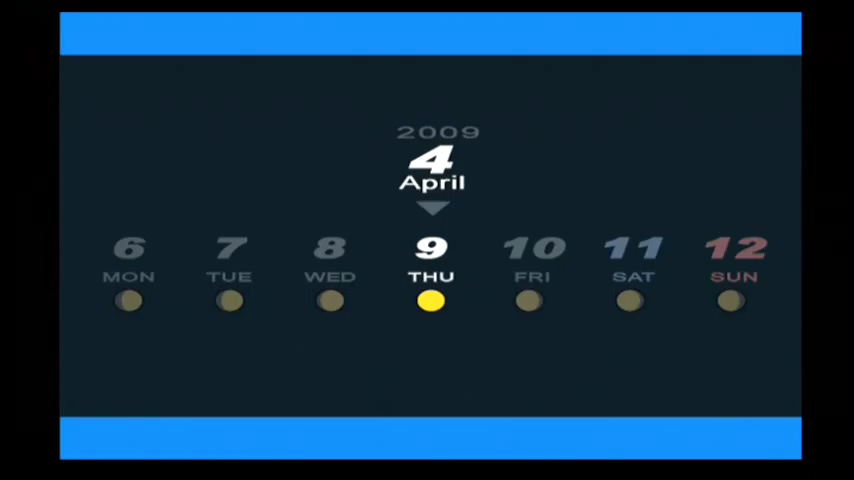 2009
4
April
6 7 8 9 10 11 12
MON TUE WED THU FRI SAT SUN